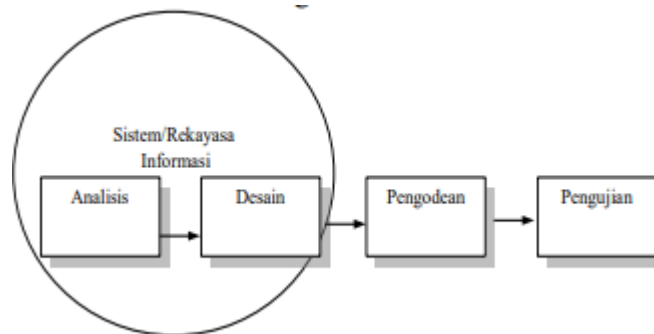 Sistem/Rekayasa
Informasi
Analisis
Desain
Pengodean
Pengujian